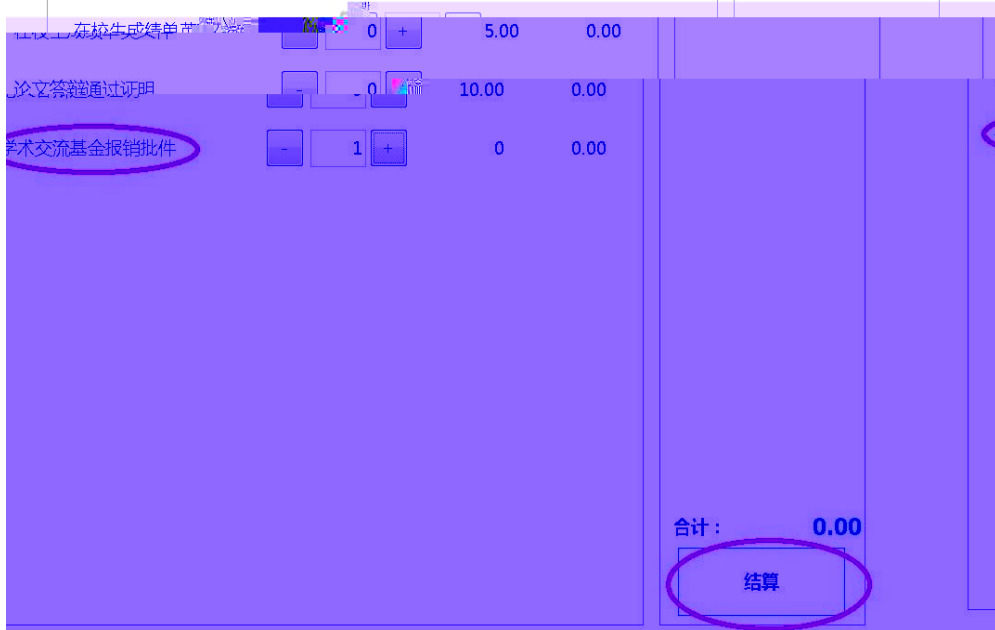 在校生成绩单 - 0 + 5.00 0.00
论文答辩通过证明 - 0 10.00 0.00
学术交流基金报销批件 - 1 + 0 0.00
合计： 0.00
结算